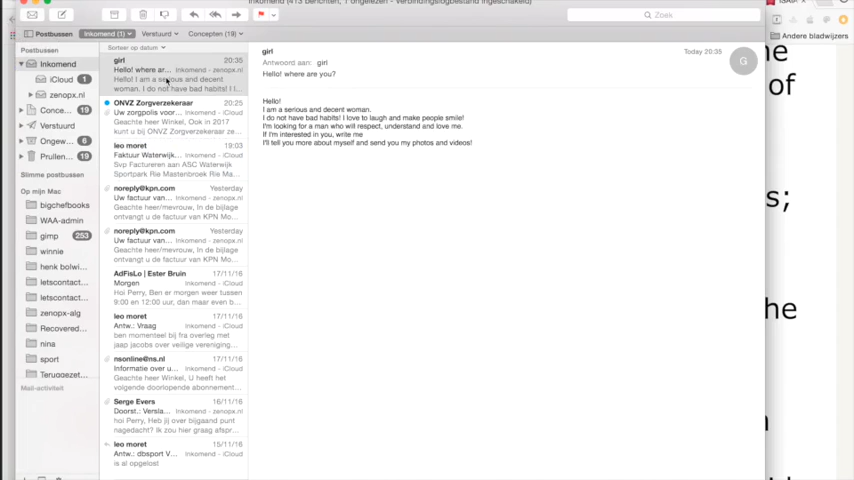 Inkomend (413 berichten, 1 ongelezen - Verbindingslogbestand ingeschakeld)
Zoek
Andere bladwijzers
Postbussen
Inkomend (1)
Verstuurd
Concepten (19)
Postbussen
Inkomend
iCloud 1
zenopx.nl
Conce... 19
Verstuurd
Ongew... 6
Prullen... 19
Slimme postbussen
Op mijn Mac
bigchefbooks
WAA-admin
gimp 253
winnie
henk bolwi...
letscontact...
letscontact...
zenopx-alg
Recovered...
nina
sport
Teruggezet...
Mail-activiteit
Sorteer op datum
girl 20:35
Hello! where ar... Inkomend - zenopx.nl
Hello! I am a serious and decent
woman. I do not have bad habits! I l...
ONVZ Zorgverzekeraar 20:25
Uw zorgpolis voor... Inkomend - iCloud
Geachte heer Winkel, Ook in 2017
kunt u bij ONVZ Zorgverzekeraar ze...
leo moret 19:03
Faktuur Waterwijk... Inkomend - iCloud
Svp Factureren aan ASC Waterwijk
Sportpark Rie Mastenbroek Rie Ma...
noreply@kpn.com Yesterday
Uw factuur van... Inkomend - zenopx.nl
Geachte heer/mevrouw, In de bijlage
ontvangt u de factuur van KPN Mo...
noreply@kpn.com Yesterday
Uw factuur van... Inkomend - zenopx.nl
Geachte heer/mevrouw, In de bijlage
ontvangt u de factuur van KPN Mo...
AdFisLo | Ester Bruin 17/11/16
Morgen Inkomend - iCloud
Hoi Perry, Ben er morgen weer tussen
9:00 en 12:00 uur, dan maar even b...
leo moret 17/11/16
Antw.: Vraag Inkomend - iCloud
ben momenteel bij fra overleg met
jaap jacobs over veilige vereniging...
nsonline@ns.nl 17/11/16
Informatie over u... Inkomend - iCloud
Geachte heer Winkel, U heeft het
volgende doorlopende abonnement...
Serge Evers 16/11/16
Doorst.: Versla... Inkomend - zenopx.nl
hoi Perry, Heb jij over bijgaand punt
nagedacht? Ik zou hier graag afspr...
leo moret 15/11/16
Antw.: dbsport V... Inkomend - iCloud
is al opgelost
girl
Today 20:35
Antwoord aan: girl
Hello! where are you?
G
Hello!
I am a serious and decent woman.
I do not have bad habits! I love to laugh and make people smile!
I'm looking for a man who will respect, understand and love me.
If I'm interested in you, write me
I'll tell you more about myself and send you my photos and videos!
of
s;
he